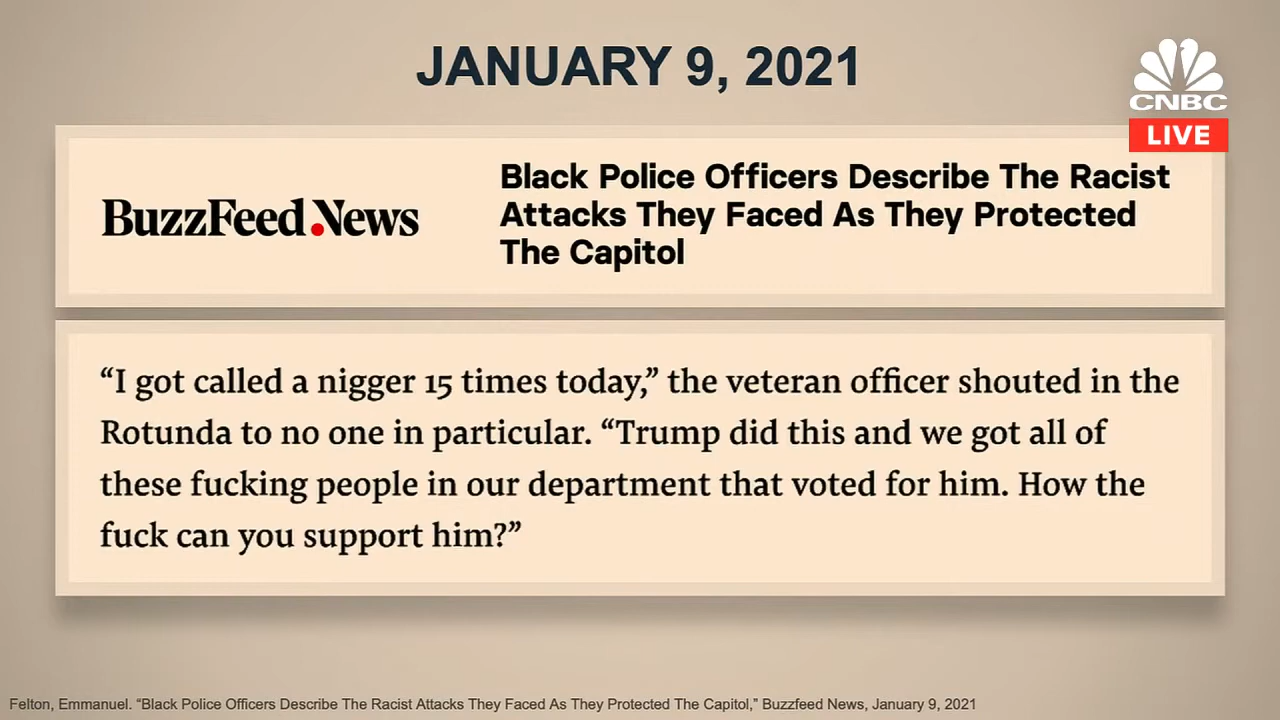 JANUARY 9, 2021
CNBC
LIVE
BuzzFeed.News
Black Police Officers Describe The Racist
Attacks They Faced As They Protected
The Capitol
“I got called a nigger 15 times today,” the veteran officer shouted in the
Rotunda to no one in particular. “Trump did this and we got all of
these fucking people in our department that voted for him. How the
fuck can you support him?”
Felton, Emmanuel. “Black Police Officers Describe The Racist Attacks They Faced As They Protected The Capitol,” Buzzfeed News, January 9, 2021